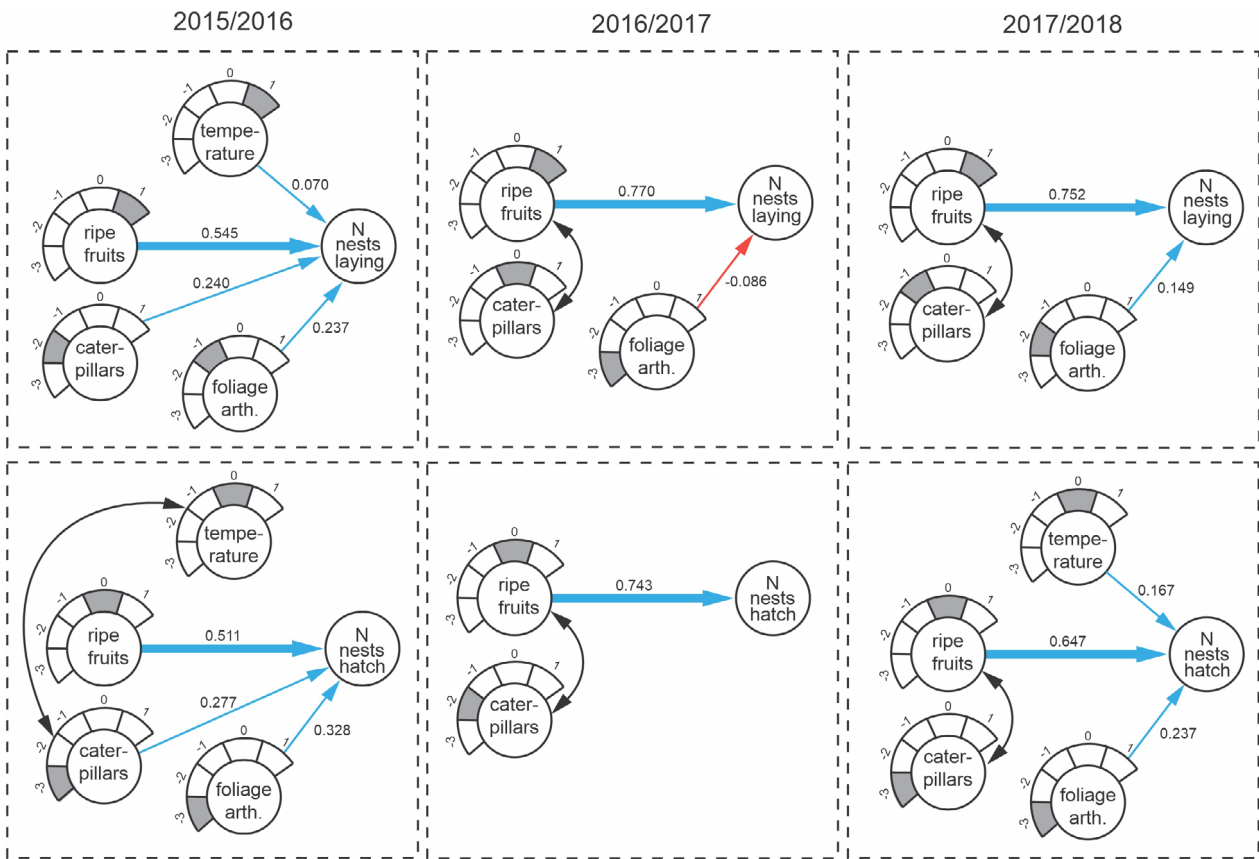 2015/2016
2016/2017
2017/2018
-3
-2
-1
0
1
tempe-
rature
0.070
-3
-2
-1
0
1
ripe
fruits
0.545
-3
-2
-1
0
1
cater-
pillars
0.240
-3
-2
-1
0
1
foliage
arth.
0.237
N
nests
laying
-3
-2
-1
0
1
ripe
fruits
0.770
-3
-2
-1
0
1
cater-
pillars
-3
-2
-1
0
1
foliage
arth.
-0.086
N
nests
laying
-3
-2
-1
0
1
ripe
fruits
0.752
-3
-2
-1
0
1
cater-
pillars
-3
-2
-1
0
1
foliage
arth.
0.149
N
nests
laying
-3
-2
-1
0
1
tempe-
rature
-3
-2
-1
0
1
ripe
fruits
0.511
-3
-2
-1
0
1
cater-
pillars
0.277
-3
-2
-1
0
1
foliage
arth.
0.328
N
nests
hatch
-3
-2
-1
0
1
ripe
fruits
0.743
-3
-2
-1
0
1
cater-
pillars
N
nests
hatch
-3
-2
-1
0
1
tempe-
rature
0.167
-3
-2
-1
0
1
ripe
fruits
0.647
-3
-2
-1
0
1
cater-
pillars
-3
-2
-1
0
1
foliage
arth.
0.237
N
nests
hatch